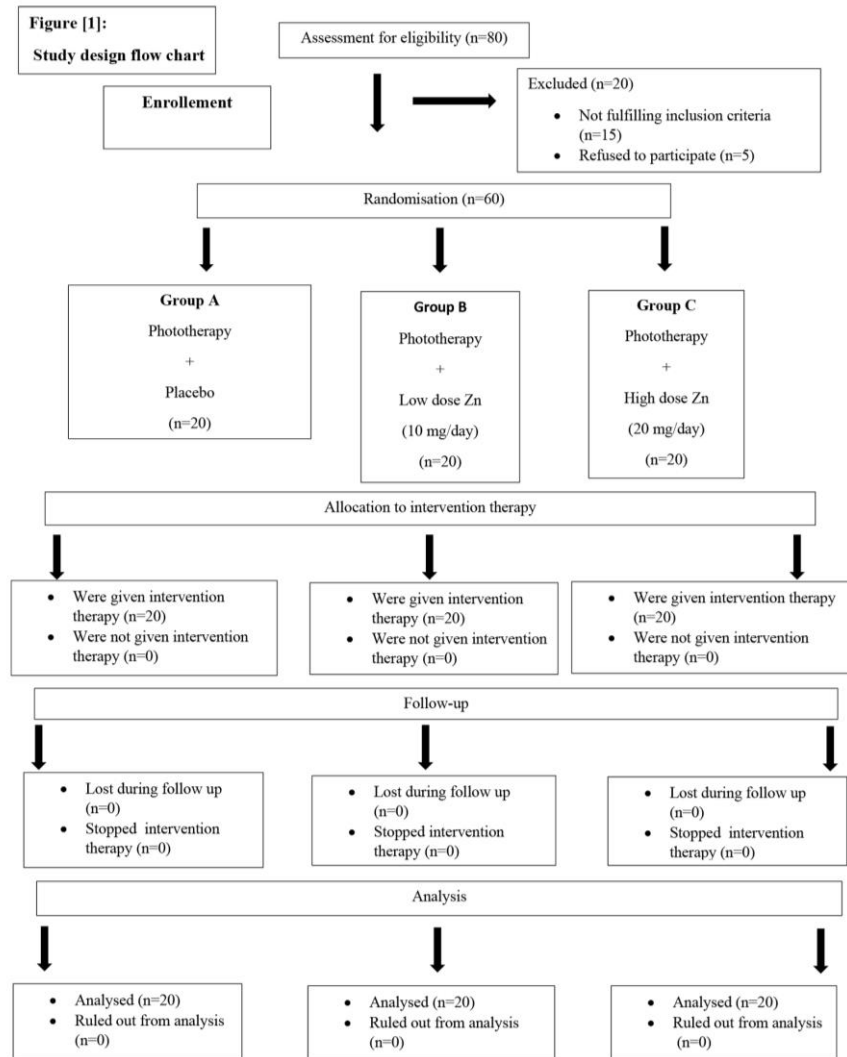 Figure [1]:
Study design flow chart
Assessment for eligibility (n=80)
Enrollement
Excluded (n=20)
• Not fulfilling inclusion criteria
(n=15)
• Refused to participate (n=5)
Randomisation (n=60)
Group A
Phototherapy
+
Placebo
(n=20)
Group B
Phototherapy
+
Low dose Zn
(10 mg/day)
(n=20)
Group C
Phototherapy
+
High dose Zn
(20 mg/day)
(n=20)
Allocation to intervention therapy
• Were given intervention
therapy (n=20)
• Were not given intervention
therapy (n=0)
• Were given intervention
therapy (n=20)
• Were not given intervention
therapy (n=0)
• Were given intervention therapy
(n=20)
• Were not given intervention
therapy (n=0)
Follow-up
• Lost during follow up
(n=0)
• Stopped intervention
therapy (n=0)
• Lost during follow up
(n=0)
• Stopped intervention
therapy (n=0)
• Lost during follow up
(n=0)
• Stopped intervention
therapy (n=0)
Analysis
• Analysed (n=20)
• Ruled out from analysis
(n=0)
• Analysed (n=20)
• Ruled out from analysis
(n=0)
• Analysed (n=20)
• Ruled out from analysis
(n=0)